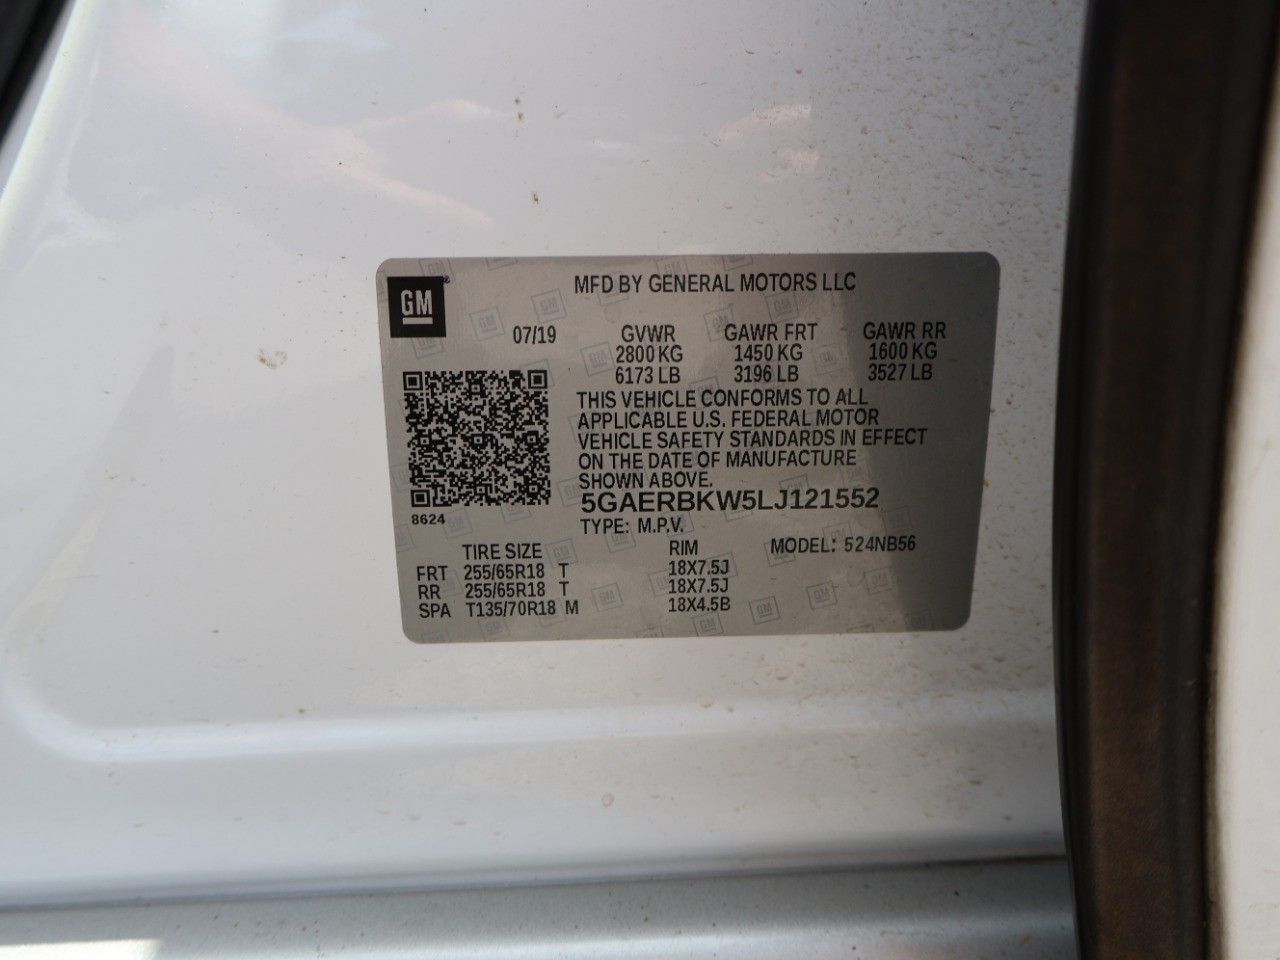 GM
MFD BY GENERAL MOTORS LLC
07/19 GVWR GAWR FRT GAWR RR
2800 KG 1450 KG 1600 KG
6173 LB 3196 LB 3527 LB
THIS VEHICLE CONFORMS TO ALL
APPLICABLE U.S. FEDERAL MOTOR
VEHICLE SAFETY STANDARDS IN EFFECT
ON THE DATE OF MANUFACTURE
SHOWN ABOVE.
5GAERBKW5LJ121552
8624
TYPE: M.P.V.
TIRE SIZE RIM MODEL: 524NB56
FRT 255/65R18 T 18X7.5J
RR 255/65R18 T 18X7.5J
SPA T135/70R18 M 18X4.5B